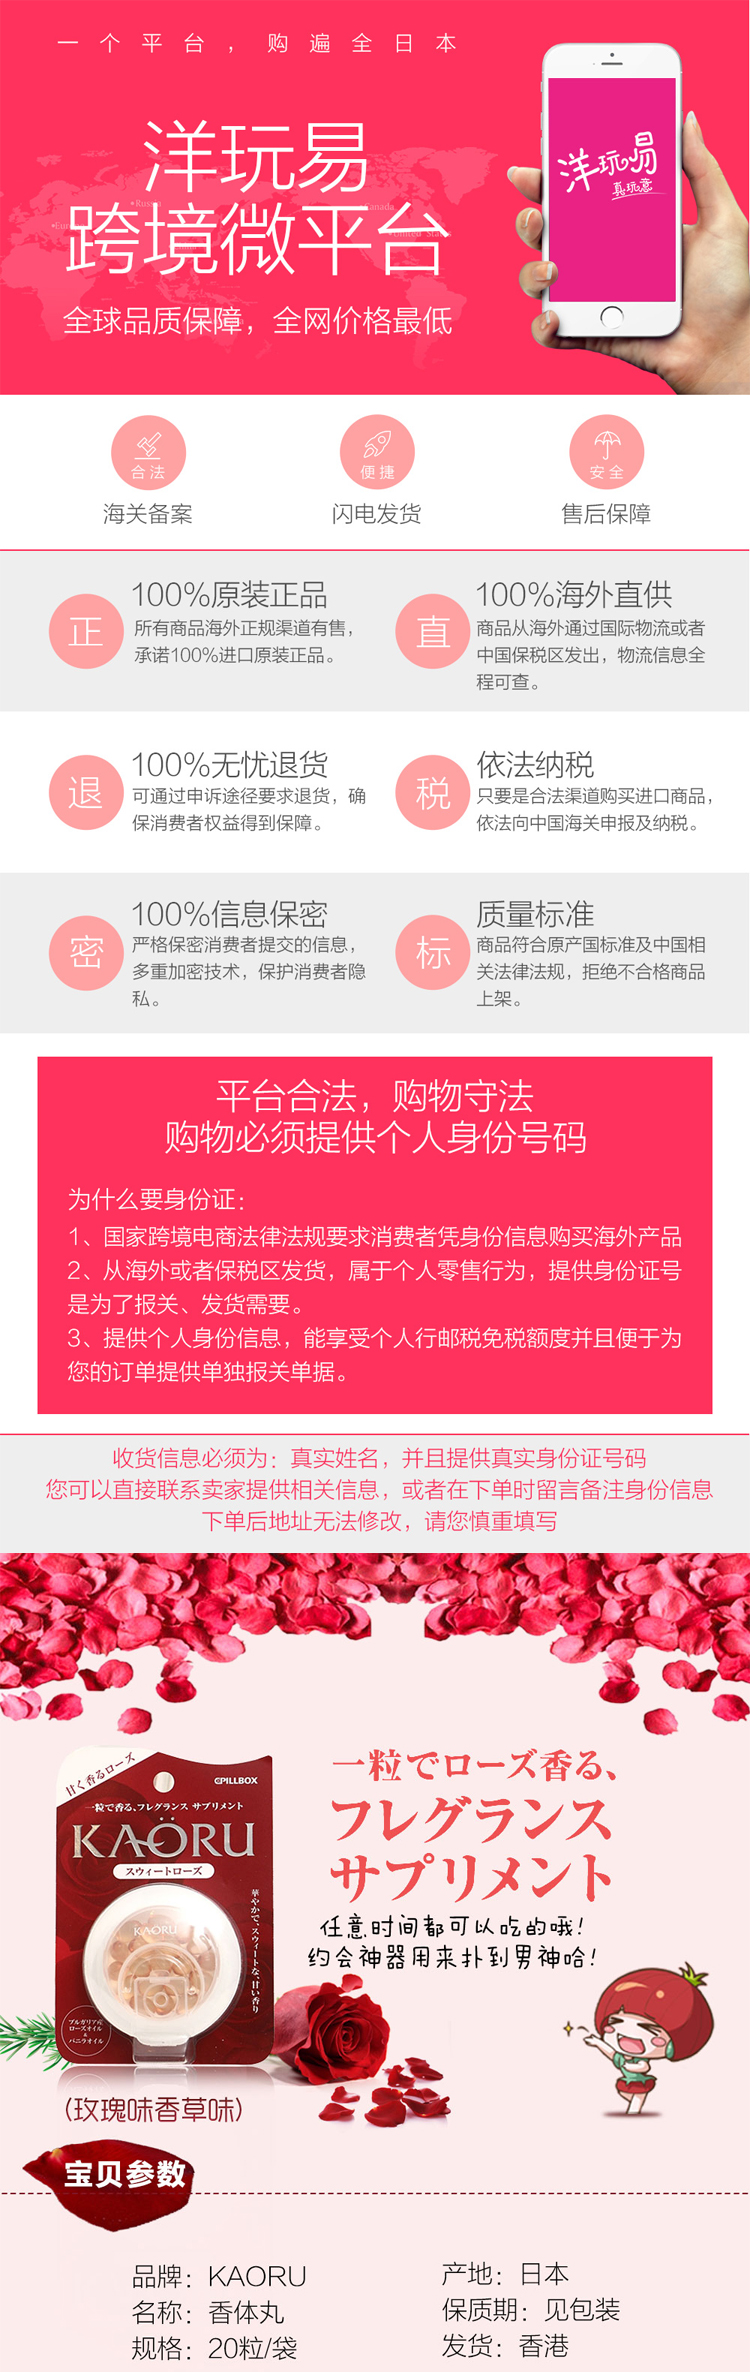 一个平台，购遍全日本
洋玩易
跨境微平台
全球品质保障，全网价格最低
洋玩易
真玩意
合法
便捷
安全
海关备案
闪电发货
售后保障
正
100%原装正品
所有商品海外正规渠道有售，
承诺100%进口原装正品。
直
100%海外直供
商品从海外通过国际物流或者
中国保税区发出，物流信息全
程可查。
退
100%无忧退货
可通过申诉途径要求退货，确
保消费者权益得到保障。
税
依法纳税
只要是合法渠道购买进口商品，
依法向中国海关申报及纳税。
密
100%信息保密
严格保密消费者提交的信息，
多重加密技术，保护消费者隐
私。
标
质量标准
商品符合原产国标准及中国相
关法律法规，拒绝不合格商品
上架。
平台合法，购物守法
购物必须提供个人身份号码
为什么要身份证：
1、国家跨境电商法律法规要求消费者凭身份信息购买海外产品
2、从海外或者保税区发货，属于个人零售行为，提供身份证号
是为了报关、发货需要。
3、提供个人身份信息，能享受个人行邮税免税额度并且便于为
您的订单提供单独报关单据。
收货信息必须为：真实姓名，并且提供真实身份证号码
您可以直接联系卖家提供相关信息，或者在下单时留言备注身份信息
下单后地址无法修改，请您慎重填写
甘く香るローズ
PILLBOX
一粒で香る、フレグランス サプリメント
KAÖRU
スウィートローズ
華やかで、スウィートな、甘い香り
KAÖRU
ブルガリア産
ローズオイル
&
バニラオイル
一粒でローズ香る、
フレグランス
サプリメント
任意时间都可以吃的哦！
约会神器用来扑到男神哈！
(玫瑰味香草味)
宝贝参数
品牌：KAORU
产地：日本
名称：香体丸
保质期：见包装
规格：20粒/袋
发货：香港